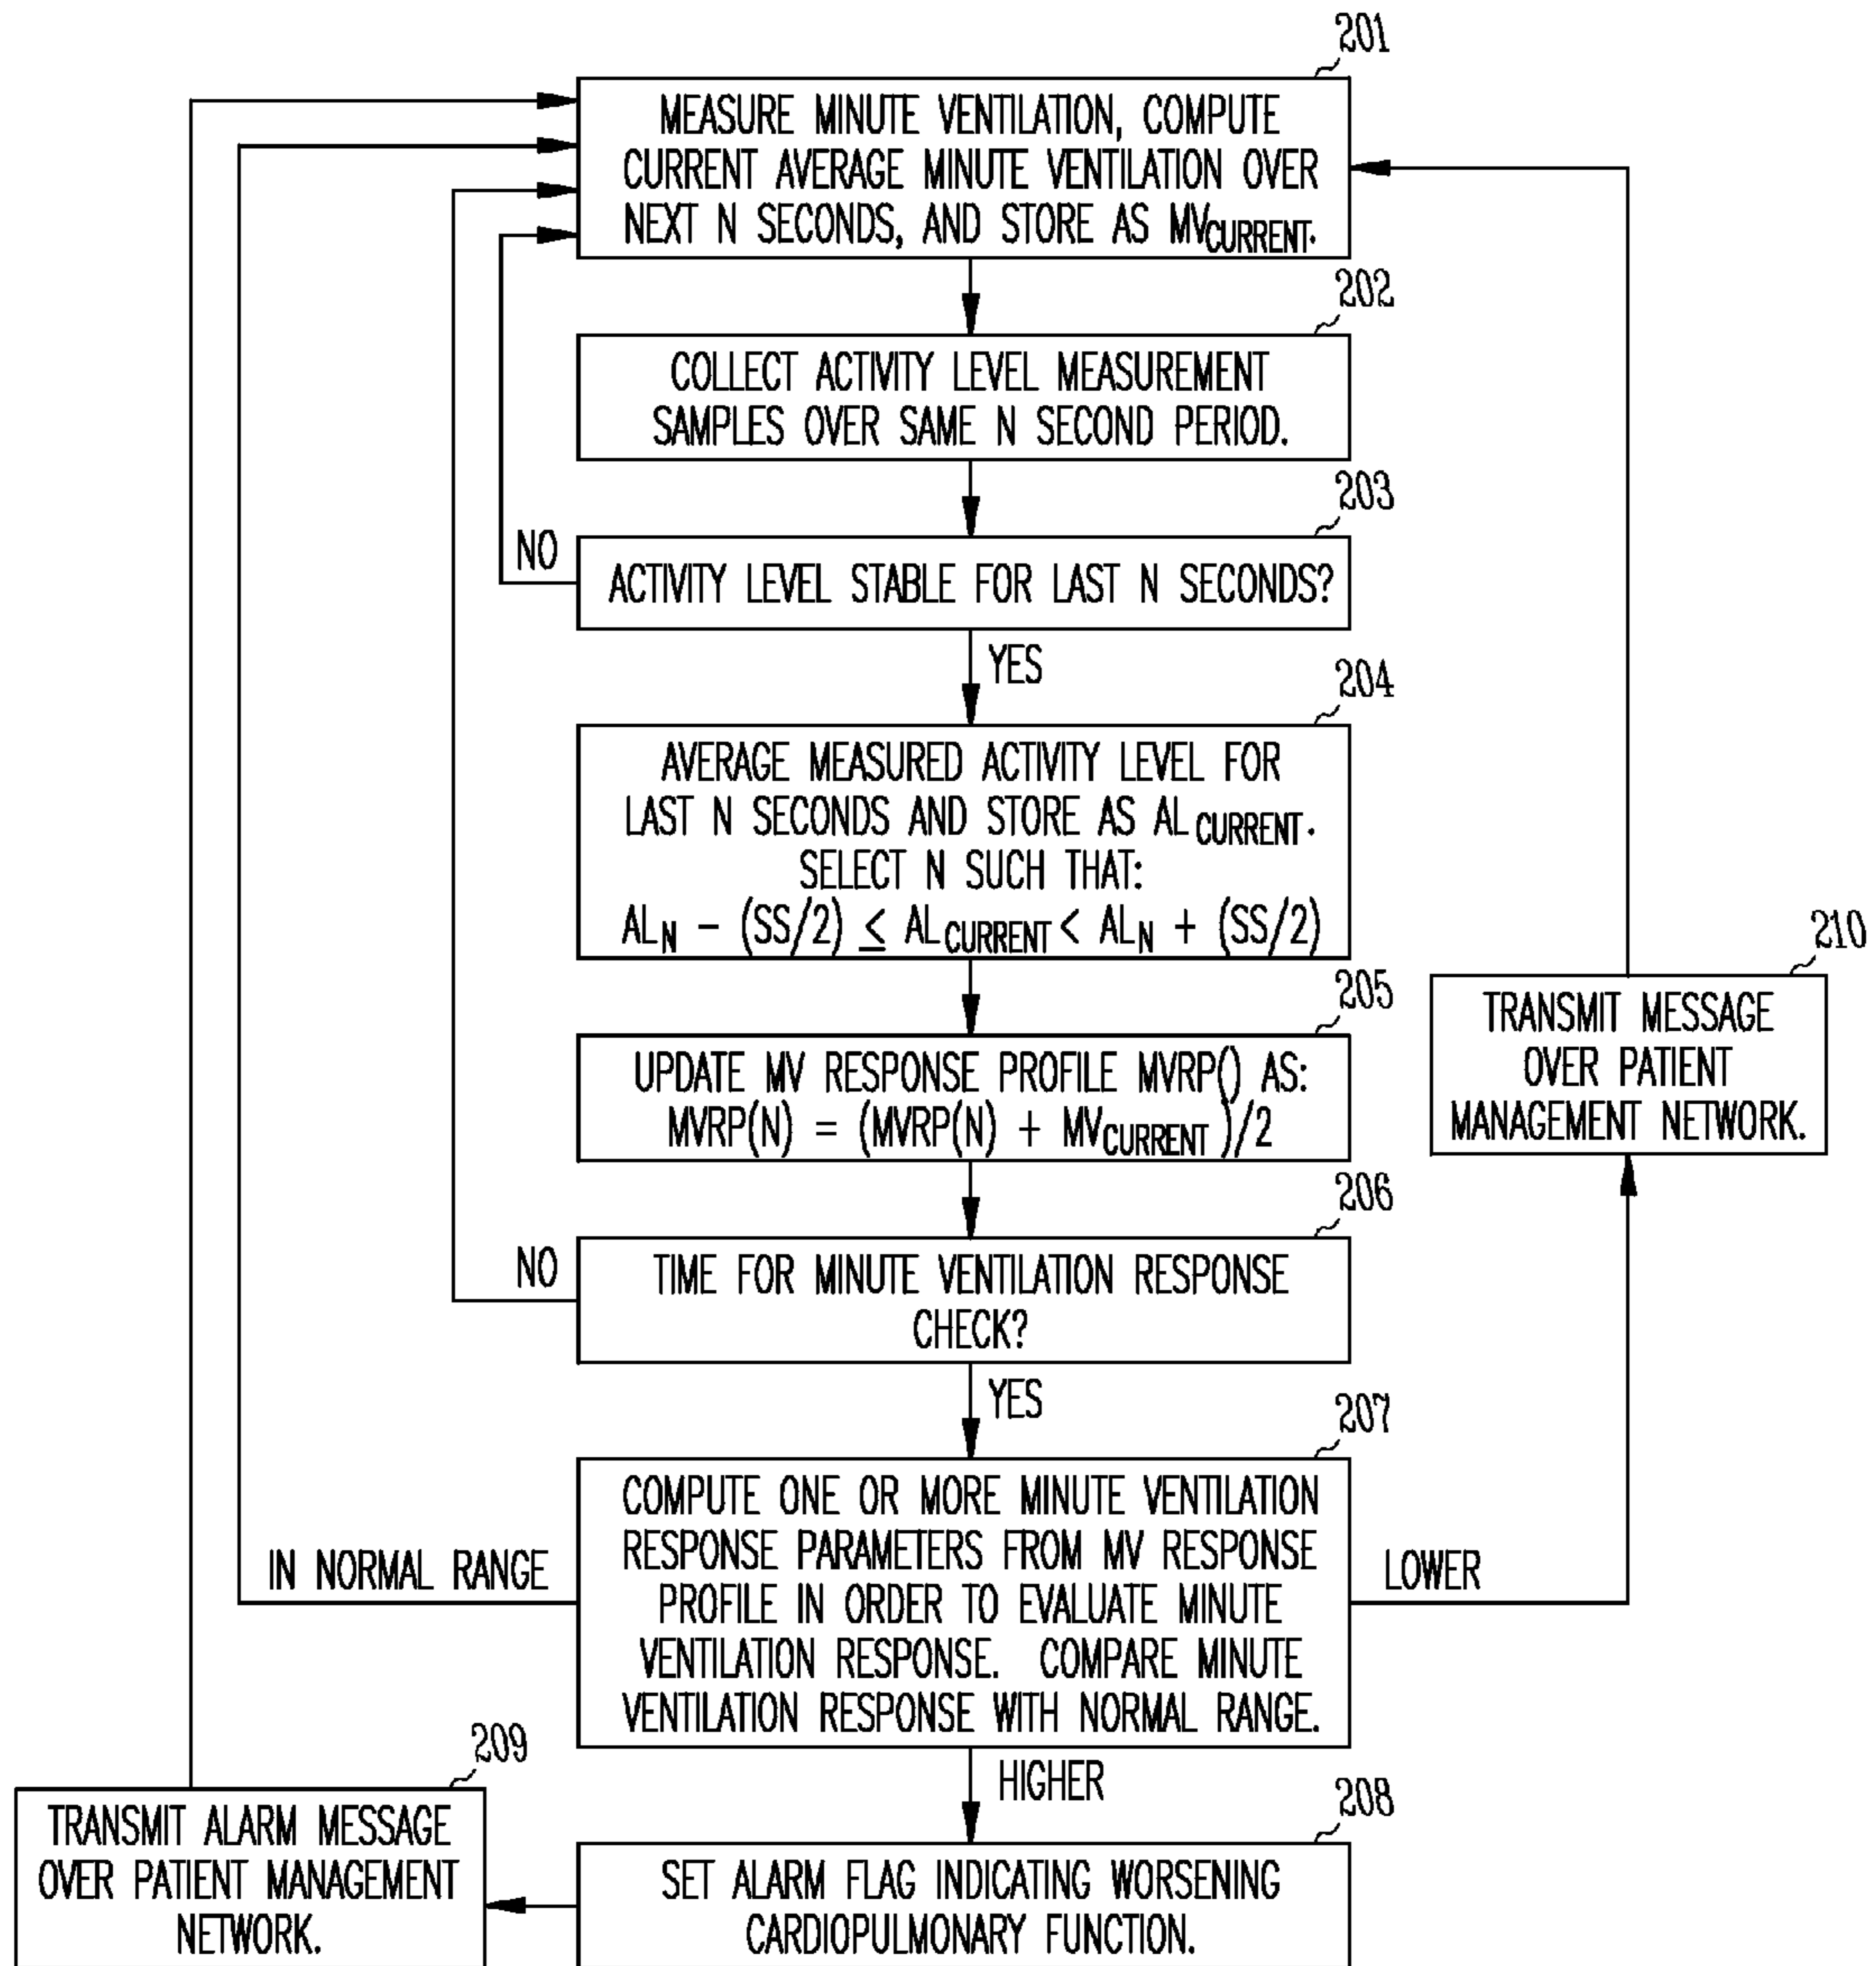 201
MEASURE MINUTE VENTILATION, COMPUTE
CURRENT AVERAGE MINUTE VENTILATION OVER
NEXT N SECONDS, AND STORE AS MVCURRENT.
202
COLLECT ACTIVITY LEVEL MEASUREMENT
SAMPLES OVER SAME N SECOND PERIOD.
203
NO
ACTIVITY LEVEL STABLE FOR LAST N SECONDS?
YES
204
AVERAGE MEASURED ACTIVITY LEVEL FOR
LAST N SECONDS AND STORE AS ALCURRENT.
SELECT N SUCH THAT:
ALN - (SS/2) ≤ ALCURRENT < ALN + (SS/2)
205
UPDATE MV RESPONSE PROFILE MVRP() AS:
MVRP(N) = (MVRP(N) + MVCURRENT)/2
210
TRANSMIT MESSAGE
OVER PATIENT
MANAGEMENT NETWORK.
206
NO
TIME FOR MINUTE VENTILATION RESPONSE
CHECK?
YES
207
COMPUTE ONE OR MORE MINUTE VENTILATION
RESPONSE PARAMETERS FROM MV RESPONSE
PROFILE IN ORDER TO EVALUATE MINUTE
VENTILATION RESPONSE. COMPARE MINUTE
VENTILATION RESPONSE WITH NORMAL RANGE.
IN NORMAL RANGE
LOWER
HIGHER
208
SET ALARM FLAG INDICATING WORSENING
CARDIOPULMONARY FUNCTION.
209
TRANSMIT ALARM MESSAGE
OVER PATIENT MANAGEMENT
NETWORK.